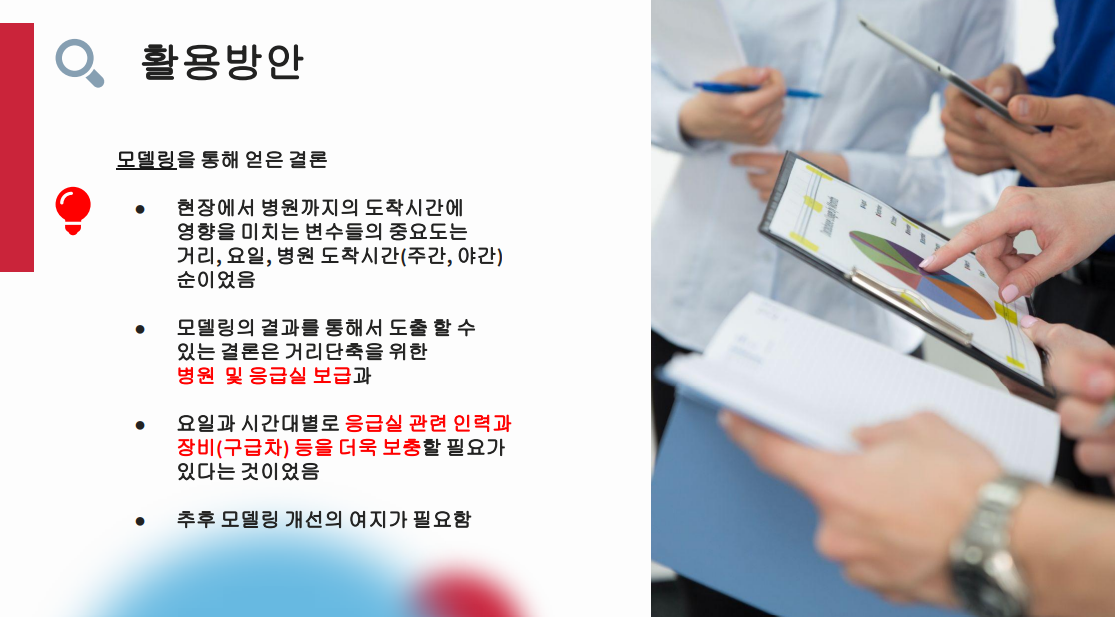 활용방안
모델링을 통해 얻은 결론
● 현장에서 병원까지의 도착시간에
영향을 미치는 변수들의 중요도는
거리, 요일, 병원 도착시간(주간, 야간)
순이었음
● 모델링의 결과를 통해서 도출 할 수
있는 결론은 거리단축을 위한
병원 및 응급실 보급과
● 요일과 시간대별로 응급실 관련 인력과
장비(구급차) 등을 더욱 보충할 필요가
있다는 것이었음
● 추후 모델링 개선의 여지가 필요함